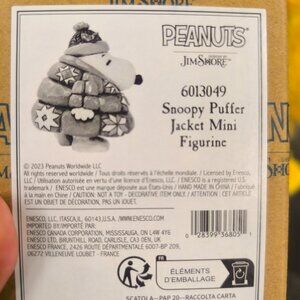 PEANUTS
JIM SHORE
6013049
Snoopy Puffer
Jacket Mini
Figurine
© 2023 Peanuts Worldwide LLC
All rights reserved worldwide / Tous droits réservés à l'échelle mondiale. / Licensed by Enesco,
LLC / Utilisation autorisée en vertu d'une licence d'Enesco, LLC / ENESCO is a registered U.S.
trademark / ENESCO est une marque déposée aux États-Unis / HAND MADE IN CHINA / FABRIQUÉ À LA
CAUTION: NOT A TOY - DECORATIVE ITEM ONLY / ATTENTION : CET ARTICLE
EST UN OBJET DE DÉCORATION, PAS UN JOUET.
ENESCO, LLC, ITASCA, IL, 60143, U.S.A. www.enesco.com
IMPORTED BY/IMPORTÉ PAR:
ENESCO CANADA CORPORATION, MISSISSAUGA, ON L4W 4Y6
ENESCO LTD, BRUNTHILL ROAD, CARLISLE, CA3 0EN, UK
ENESCO FRANCE, 2426 ROUTE DÉPARTEMENTALE 6007-BP 209,
06272 VILLENEUVE LOUBET - FRANCE
0 28399 36805 1
FR
ÉLÉMENTS
D'EMBALLAGE
SCATOLA - PAP 20 - RACCOLTA CARTA